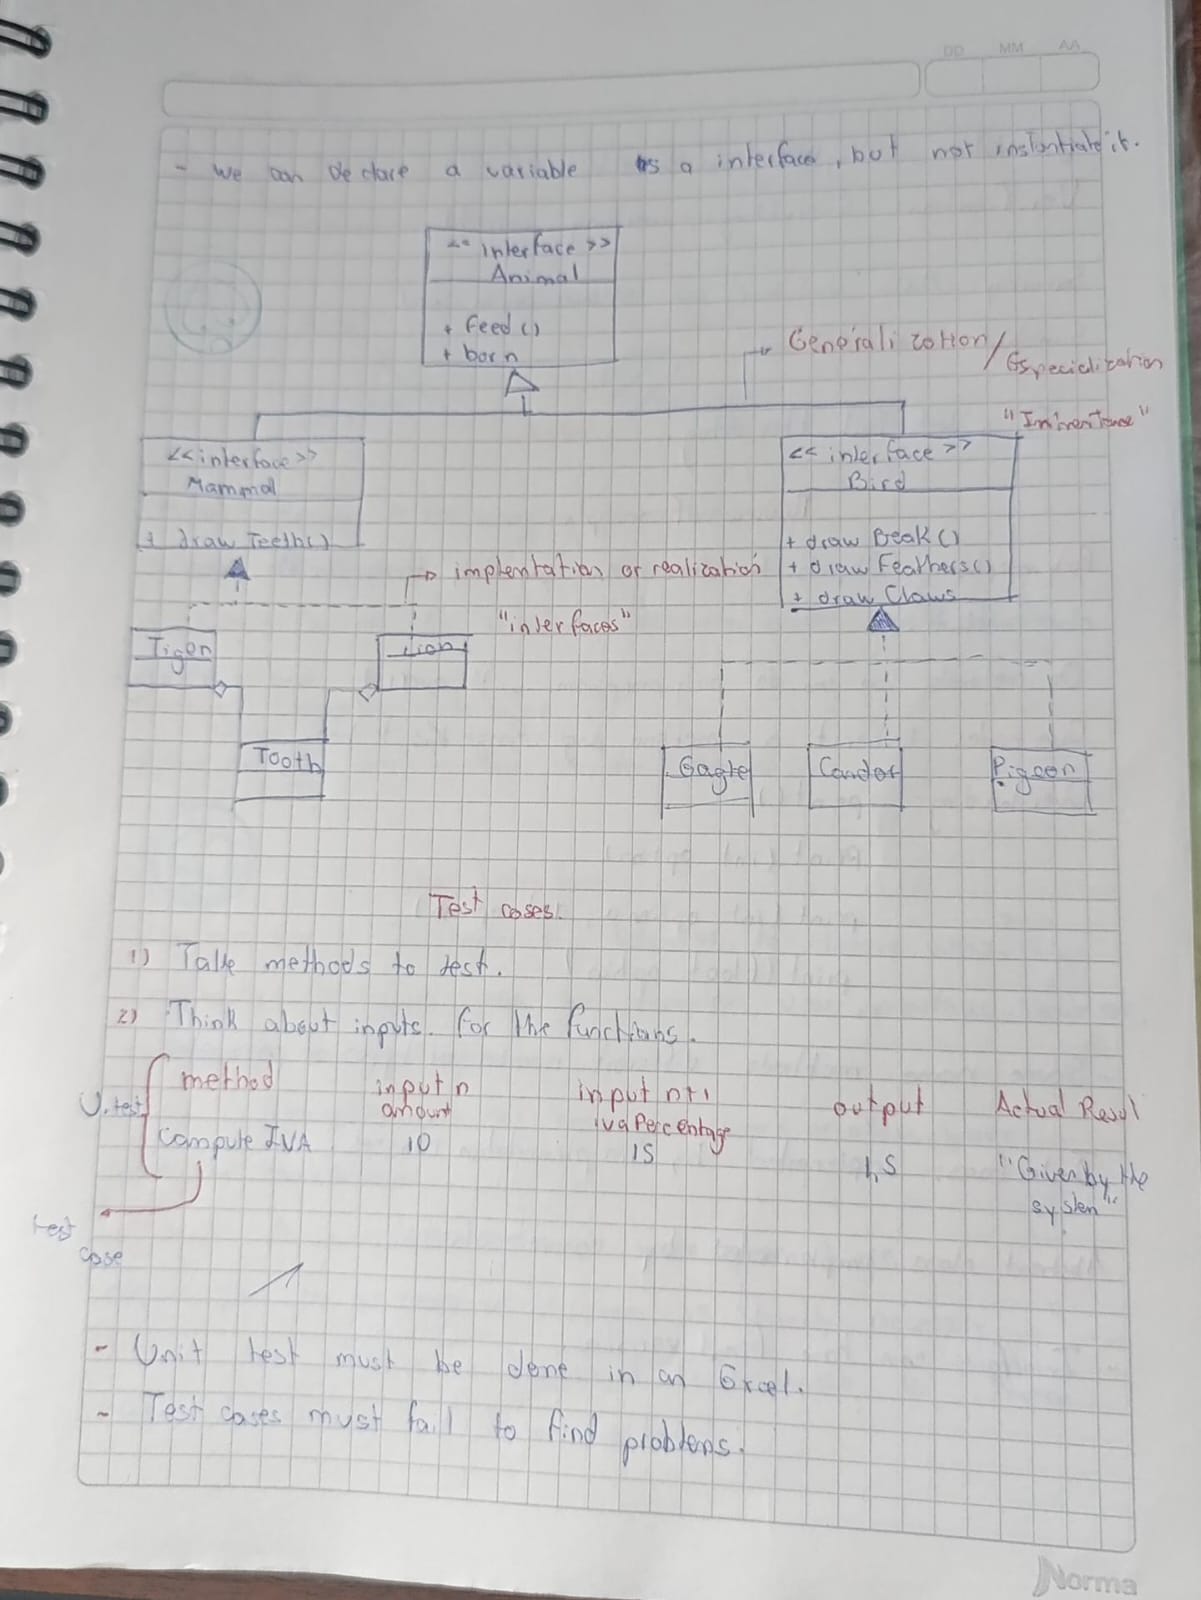 DD MM AA
- We can declare a variable as a interface, but not instantiate it.
<< interface >>
Animal
+ feed()
+ born
Generalization/
Especialization
"Inheritance"
<<interface>>
Mammal
+ draw Teeth()
<< interface >>
Bird
+ draw Beak()
+ draw Feathers()
+ draw Claws
implentation or realization
"interfaces"
Tiger
Lion
Tooth
Eagle
Condor
Pigeon
Test cases.
1) Take methods to test.
2) Think about inputs for the functions.
method input n input n+1 output Actual Resul
amount iva Percentage
U. test
Compute IVA 10 15 1,5 "Given by the
system"
test
case
- Unit test must be done in an Excel.
- Test cases must fail to find problems.
Norma